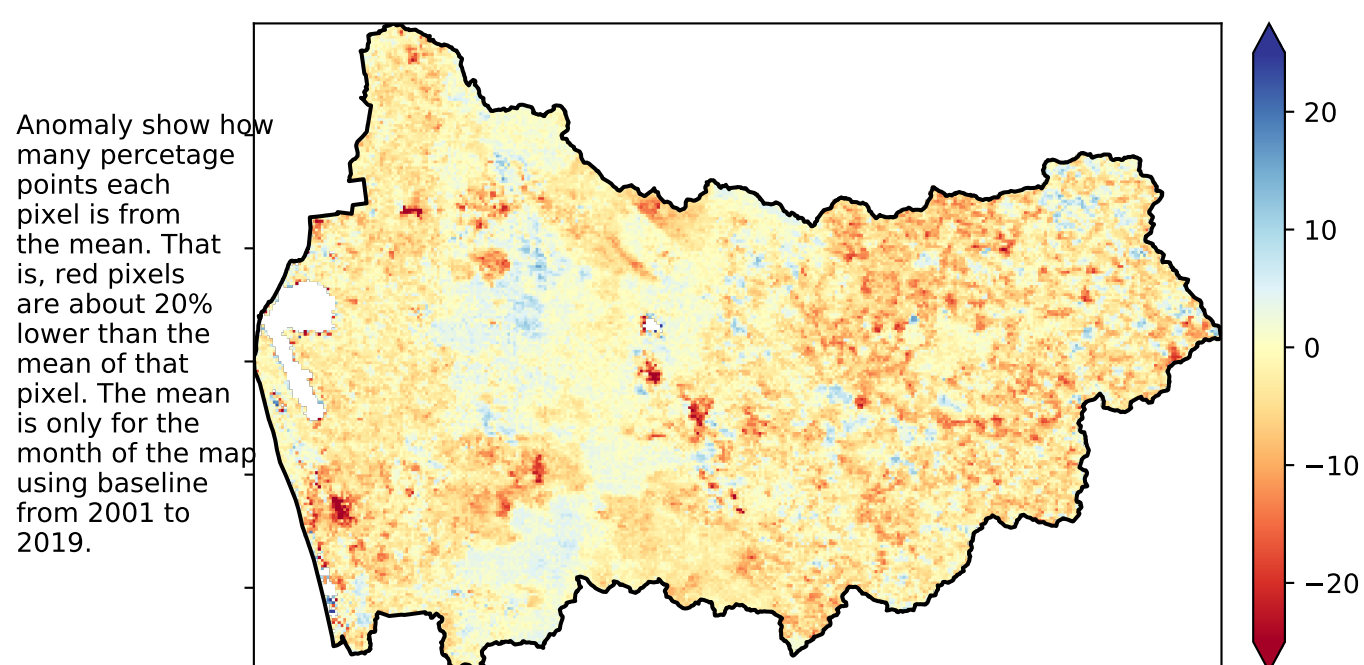 Anomaly show how
many percetage
points each
pixel is from
the mean. That
is, red pixels
are about 20%
lower than the
mean of that
pixel. The mean
is only for the
month of the map
using baseline
from 2001 to
2019.
20
10
0
−10
−20